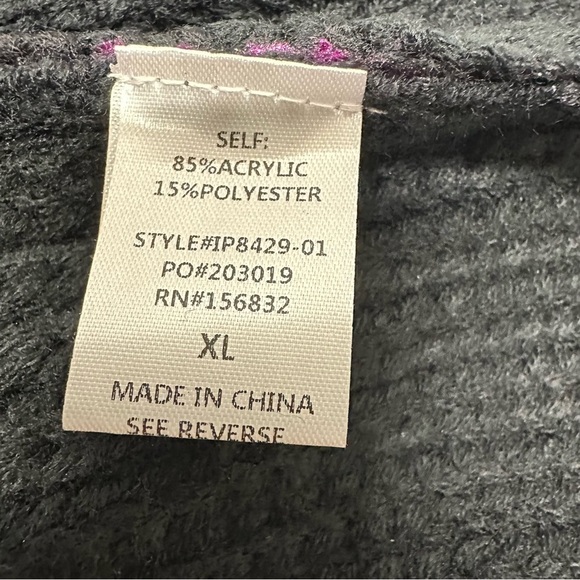 SELF:
85%ACRYLIC
15%POLYESTER
STYLE#IP8429-01
PO#203019
RN#156832
XL
MADE IN CHINA
SEE REVERSE